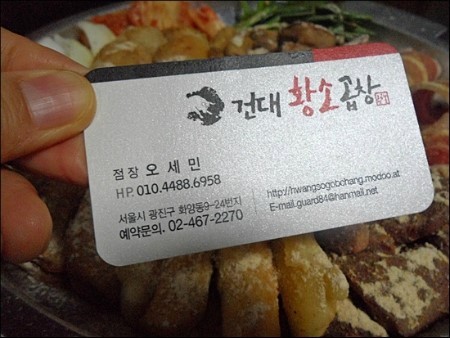 건대 황소곱창
점장 오세민
HP. 010.4488.6958
서울시 광진구 화양동9-24번지
예약문의. 02-467-2270
http://hwangsogobchang.modoo.at
E-mail.guard84@hanmail.net